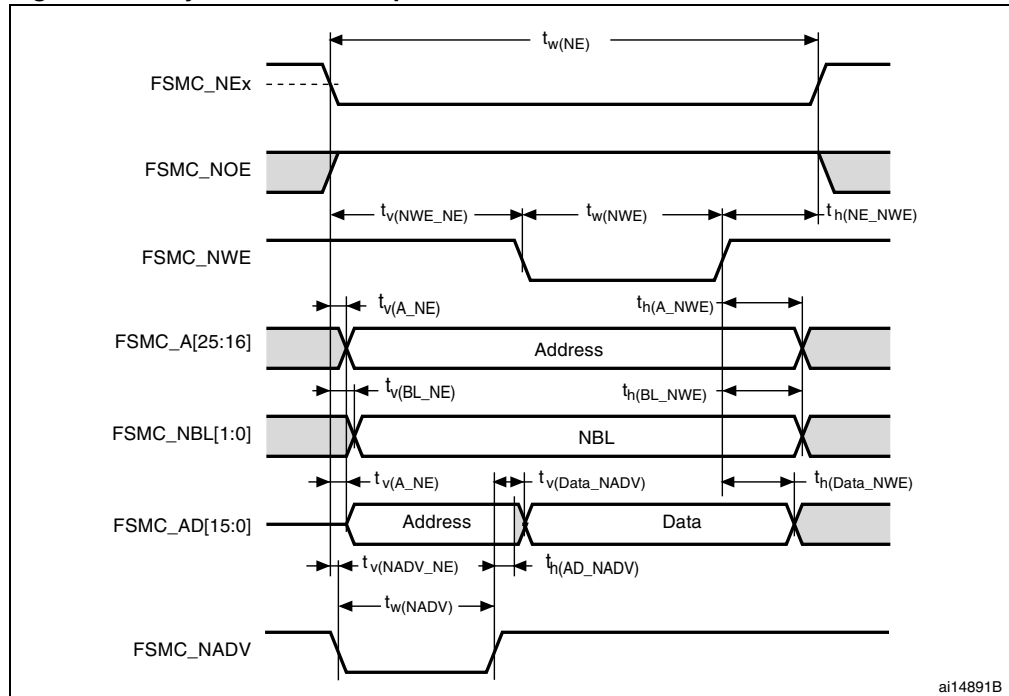 tw(NE)
FSMC_NEx
FSMC_NOE
tv(NWE_NE) tw(NWE) th(NE_NWE)
FSMC_NWE
tv(A_NE) th(A_NWE)
FSMC_A[25:16] Address
tv(BL_NE) th(BL_NWE)
FSMC_NBL[1:0] NBL
tv(A_NE) tv(Data_NADV) th(Data_NWE)
FSMC_AD[15:0] Address Data
tv(NADV_NE) th(AD_NADV)
tw(NADV)
FSMC_NADV
ai14891B